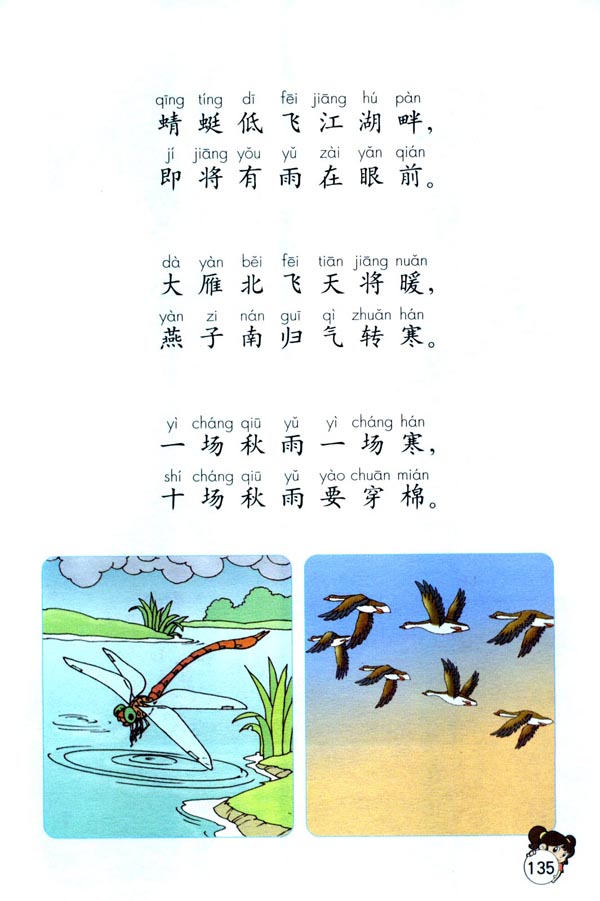 qīng tíng dī fēi jiāng hú pàn
蜻蜓低飞江湖畔，
jí jiāng yǒu yǔ zài yǎn qián
即将有雨在眼前。
dà yàn běi fēi tiān jiāng nuǎn
大雁北飞天将暖，
yàn zi nán guī qì zhuǎn hán
燕子南归气转寒。
yì cháng qiū yǔ yì cháng hán
一场秋雨一场寒，
shí cháng qiū yǔ yào chuān mián
十场秋雨要穿棉。
135